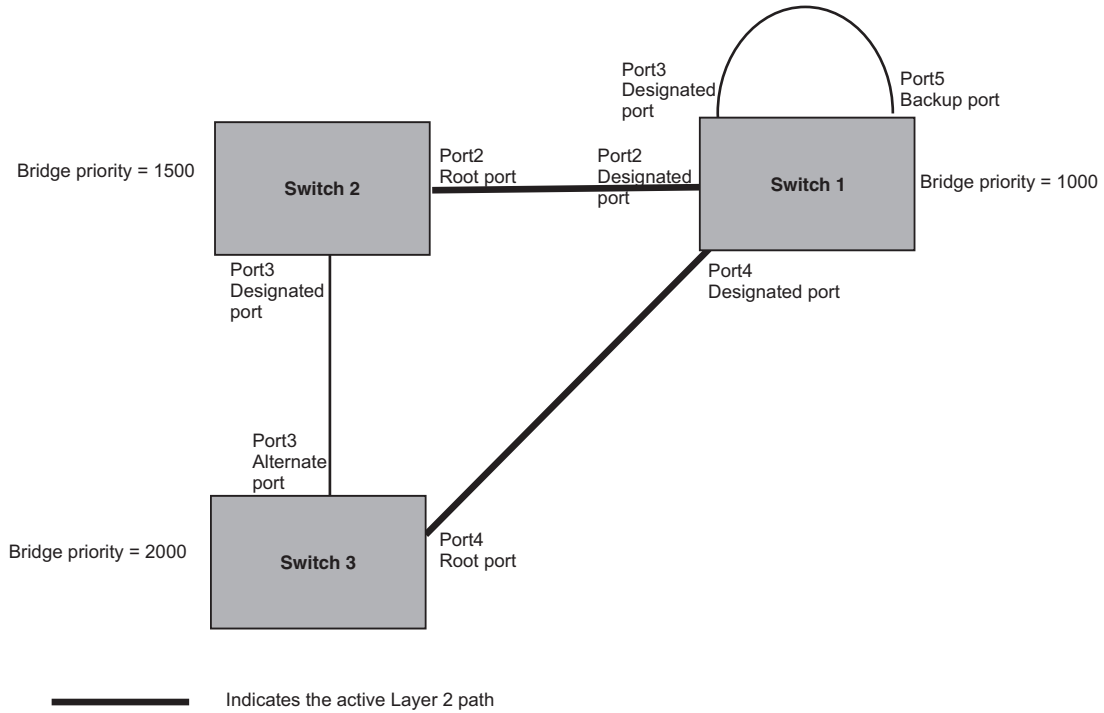 Port3
Designated
port
Port5
Backup port
Bridge priority = 1500
Switch 2
Port2
Root port
Port2
Designated
port
Switch 1
Bridge priority = 1000
Port3
Designated
port
Port4
Designated port
Port3
Alternate
port
Bridge priority = 2000
Switch 3
Port4
Root port
Indicates the active Layer 2 path